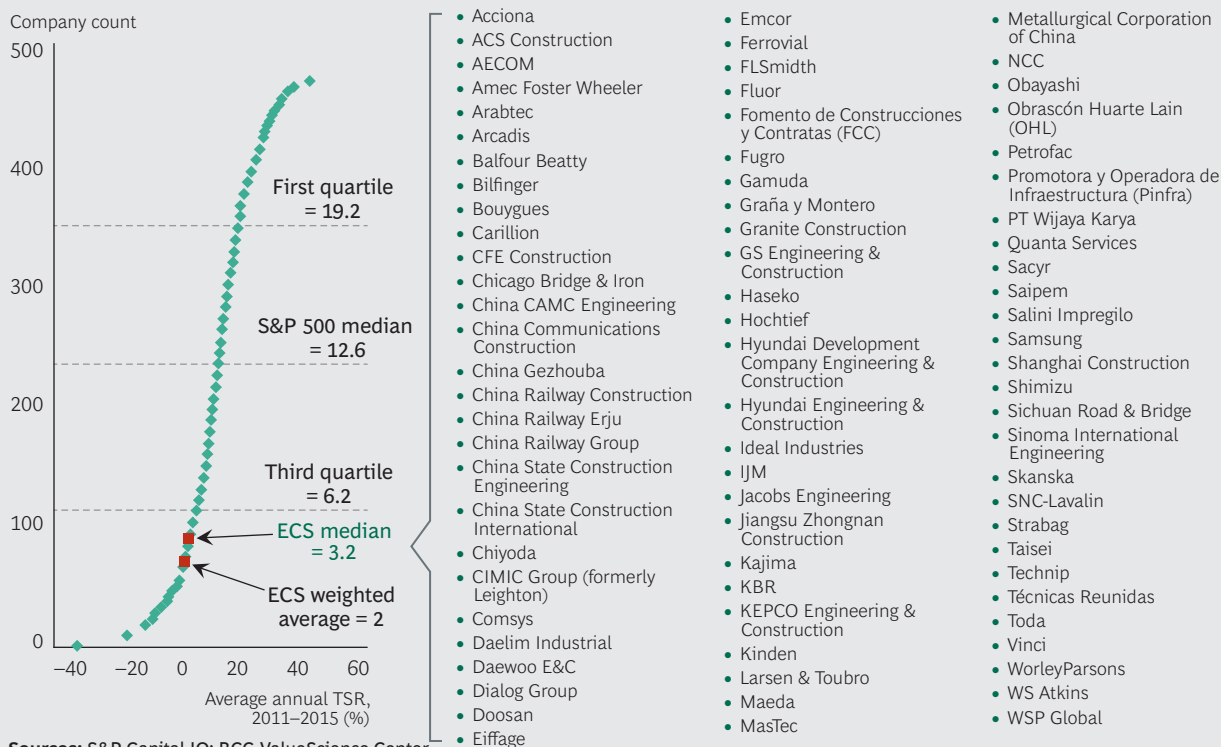 Company count
500
400
300
200
100
0
–40
–20
0
20
40
60
Average annual TSR,
2011–2015 (%)
First quartile
= 19.2
S&P 500 median
= 12.6
Third quartile
= 6.2
ECS median
= 3.2
ECS weighted
average = 2
• Acciona
• ACS Construction
• AECOM
• Amec Foster Wheeler
• Arabtec
• Arcadis
• Balfour Beatty
• Bilfinger
• Bouygues
• Carillion
• CFE Construction
• Chicago Bridge & Iron
• China CAMC Engineering
• China Communications
Construction
• China Gezhouba
• China Railway Construction
• China Railway Erju
• China Railway Group
• China State Construction
Engineering
• China State Construction
International
• Chiyoda
• CIMIC Group (formerly
Leighton)
• Comsys
• Daelim Industrial
• Daewoo E&C
• Dialog Group
• Doosan
• Eiffage
• Emcor
• Ferrovial
• FLSmidth
• Fluor
• Fomento de Construcciones
y Contratas (FCC)
• Fugro
• Gamuda
• Graña y Montero
• Granite Construction
• GS Engineering &
Construction
• Haseko
• Hochtief
• Hyundai Development
Company Engineering &
Construction
• Hyundai Engineering &
Construction
• Ideal Industries
• IJM
• Jacobs Engineering
• Jiangsu Zhongnan
Construction
• Kajima
• KBR
• KEPCO Engineering &
Construction
• Kinden
• Larsen & Toubro
• Maeda
• MasTec
• Metallurgical Corporation
of China
• NCC
• Obayashi
• Obrascón Huarte Lain
(OHL)
• Petrofac
• Promotora y Operadora de
Infraestructura (Pinfra)
• PT Wijaya Karya
• Quanta Services
• Sacyr
• Saipem
• Salini Impregilo
• Samsung
• Shanghai Construction
• Shimizu
• Sichuan Road & Bridge
• Sinoma International
Engineering
• Skanska
• SNC-Lavalin
• Strabag
• Taisei
• Technip
• Técnicas Reunidas
• Toda
• Vinci
• WorleyParsons
• WS Atkins
• WSP Global
Sources: S&P Capital IQ; BCG ValueScience Center